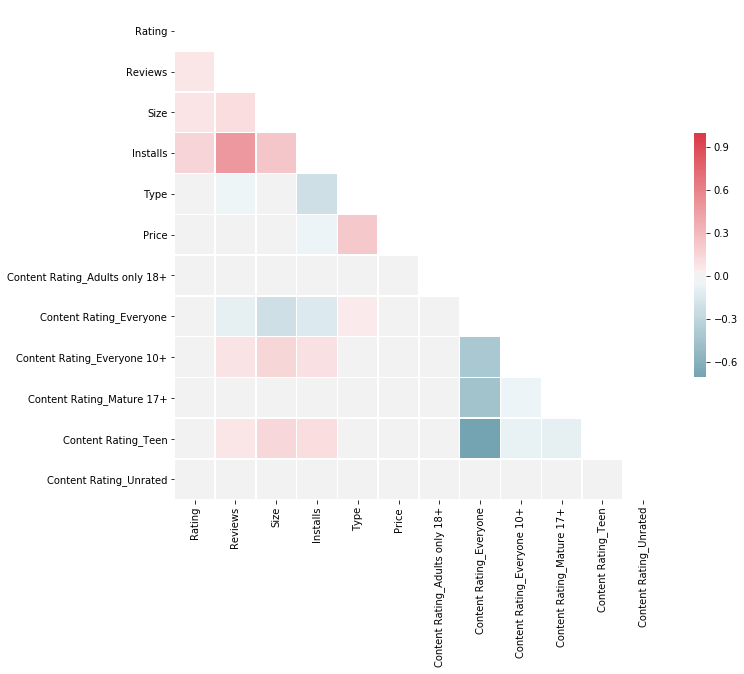 Rating
Reviews
Size
Installs
Type
Price
Content Rating_Adults only 18+
Content Rating_Everyone
Content Rating_Everyone 10+
Content Rating_Mature 17+
Content Rating_Teen
Content Rating_Unrated
Rating
Reviews
Size
Installs
Type
Price
Content Rating_Adults only 18+
Content Rating_Everyone
Content Rating_Everyone 10+
Content Rating_Mature 17+
Content Rating_Teen
Content Rating_Unrated
0.9
0.6
0.3
0.0
−0.3
−0.6